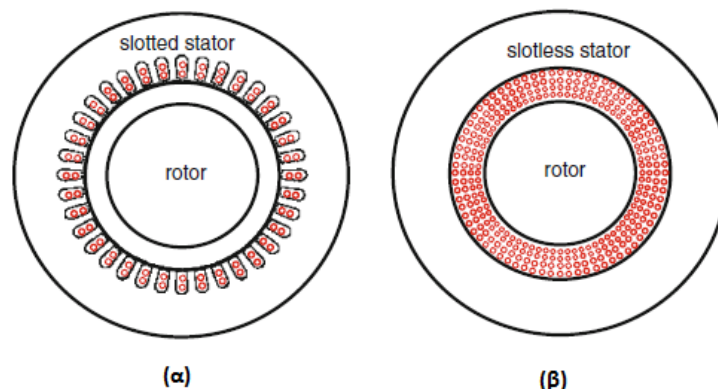 slotted stator
rotor
slotless stator
rotor
(α)
(β)